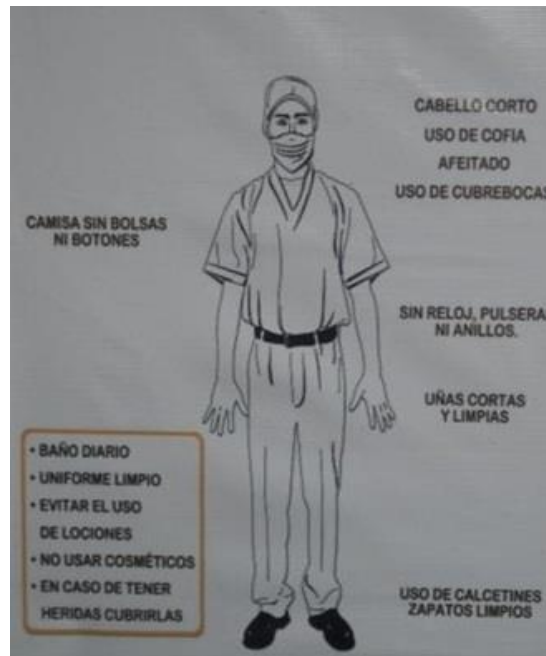 CABELLO CORTO
USO DE COFIA
AFEITADO
USO DE CUBREBOCAS
CAMISA SIN BOLSAS
NI BOTONES
SIN RELOJ, PULSERA
NI ANILLOS.
UÑAS CORTAS
Y LIMPIAS
• BAÑO DIARIO
• UNIFORME LIMPIO
• EVITAR EL USO
DE LOCIONES
• NO USAR COSMÉTICOS
• EN CASO DE TENER
HERIDAS CUBRIRLAS
USO DE CALCETINES
ZAPATOS LIMPIOS